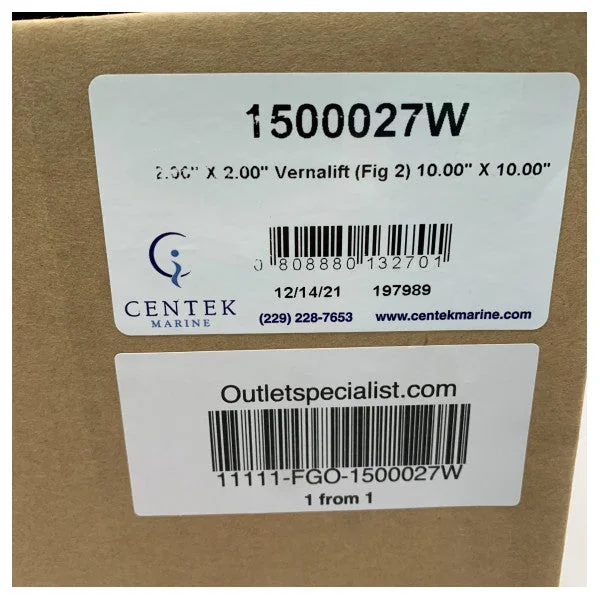 1500027W
2.00" X 2.00" Vernalift (Fig 2) 10.00" X 10.00"
0 808880 132701
12/14/21 197989
CENTEK
MARINE
(229) 228-7653 www.centekmarine.com
Outletspecialist.com
11111-FGO-1500027W
1 from 1